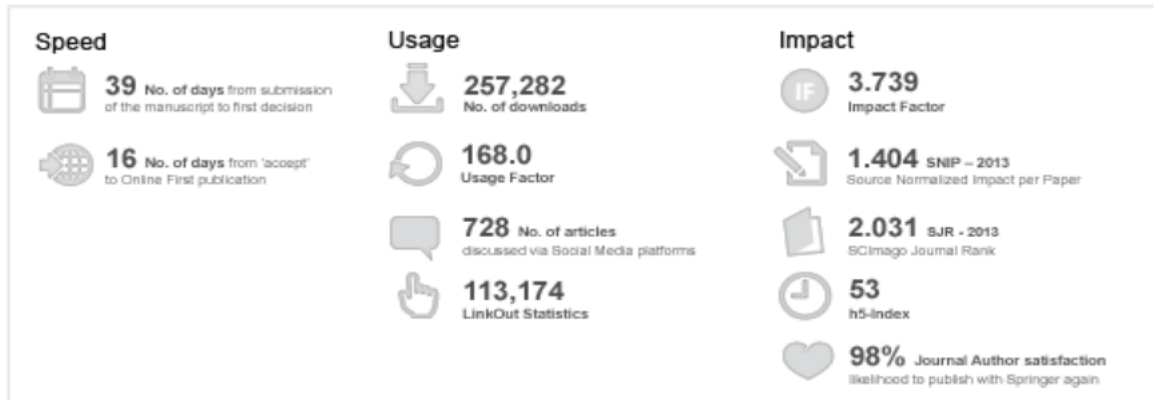 Speed
39 No. of days from submission
of the manuscript to first decision
16 No. of days from 'accept'
to Online First publication
Usage
257,282
No. of downloads
168.0
Usage Factor
728 No. of articles
discussed via Social Media platforms
113,174
LinkOut Statistics
Impact
IF
3.739
Impact Factor
1.404 SNIP – 2013
Source Normalized Impact per Paper
2.031 SJR - 2013
SCImago Journal Rank
53
h5-Index
98% Journal Author satisfaction
likelihood to publish with Springer again